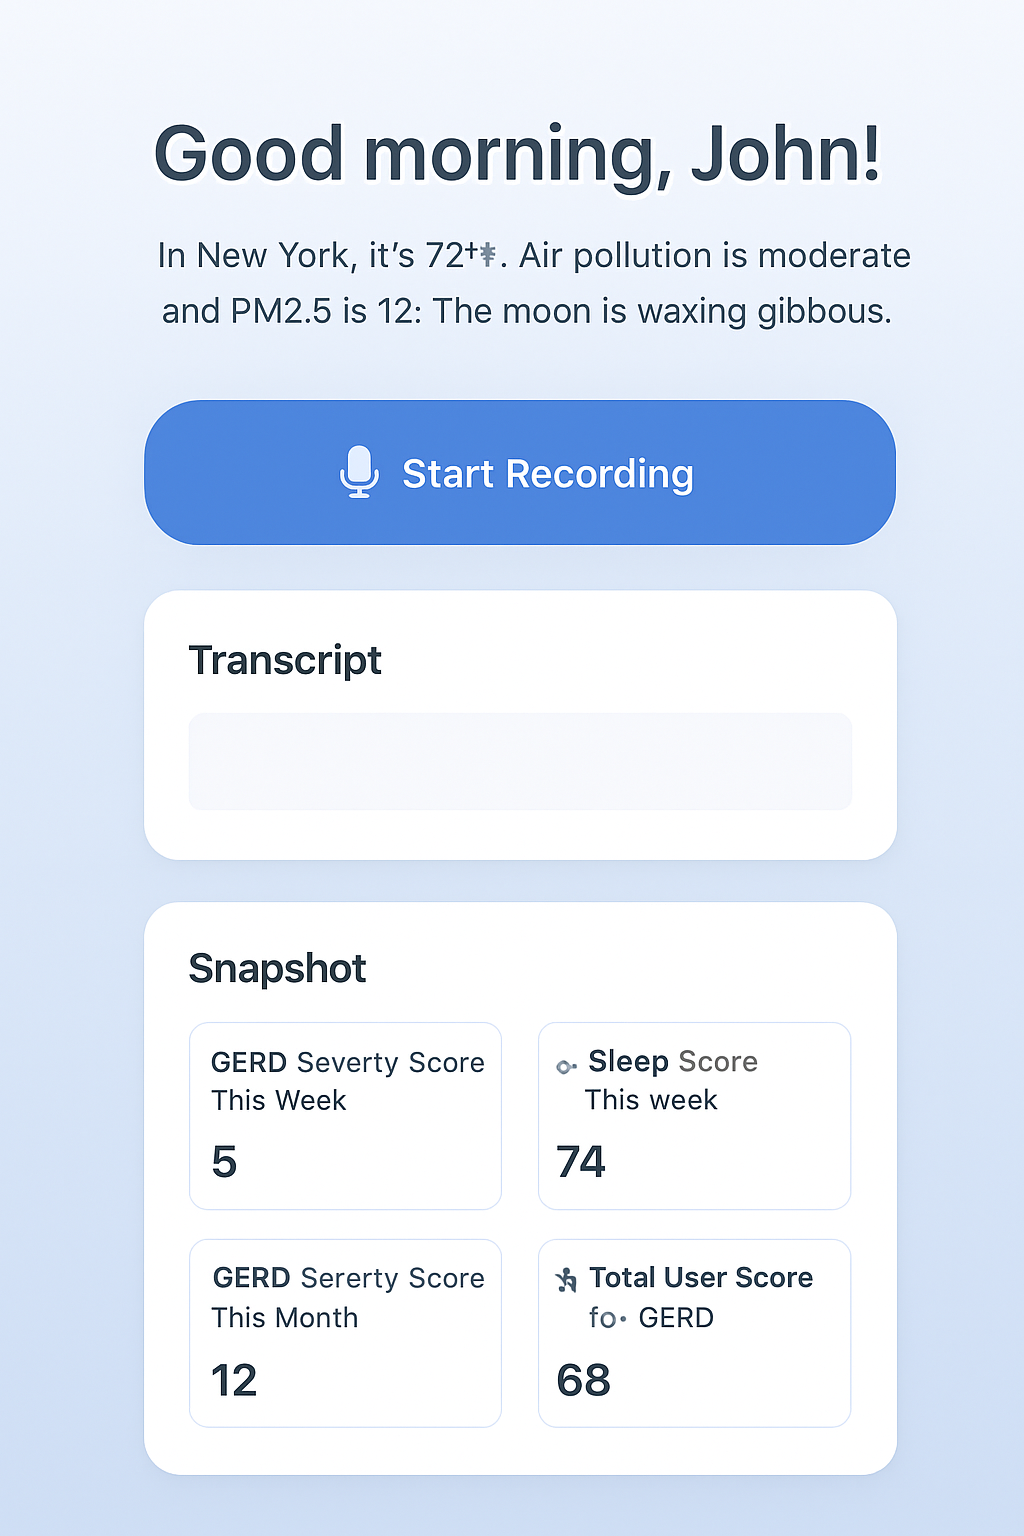 Good morning, John!
In New York, it's 72. Air pollution is moderate
and PM2.5 is 12: The moon is waxing gibbous.
Start Recording
Transcript
Snapshot
GERD Severty Score
This Week
5
Sleep Score
This week
74
GERD Sererty Score
This Month
12
Total User Score
fo• GERD
68